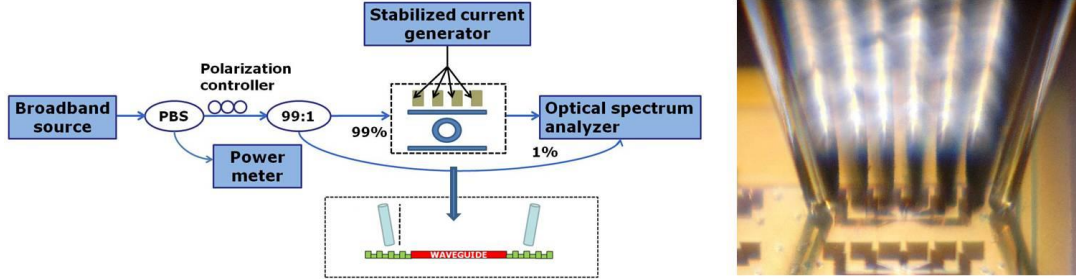 Stabilized current
generator
Polarization
controller
Broadband
source
PBS
99:1
99%
Optical spectrum
analyzer
1%
Power
meter
WAVEGUIDE